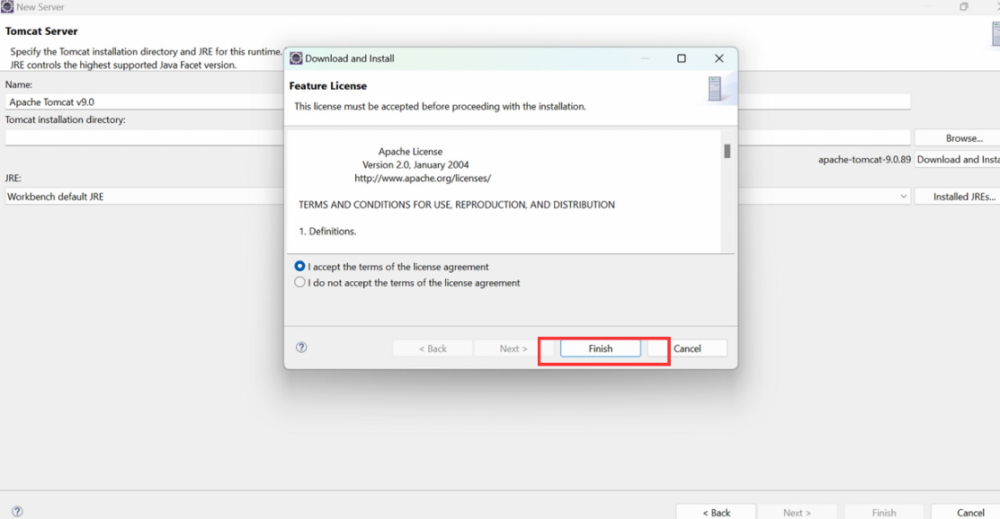 New Server
Tomcat Server
Specify the Tomcat installation directory and JRE for this runtime.
JRE controls the highest supported Java Facet version.
Name:
Apache Tomcat v9.0
Tomcat installation directory:
Browse...
apache-tomcat-9.0.89 Download and
JRE:
Workbench default JRE
Installed JREs...
Download and Install
Feature License
This license must be accepted before proceeding with the installation.
Apache License
Version 2.0, January 2004
http://www.apache.org/licenses/
TERMS AND CONDITIONS FOR USE, REPRODUCTION, AND DISTRIBUTION
1. Definitions.
I accept the terms of the license agreement
I do not accept the terms of the license agreement
< Back Next > Finish Cancel
< Back Next > Finish Cancel